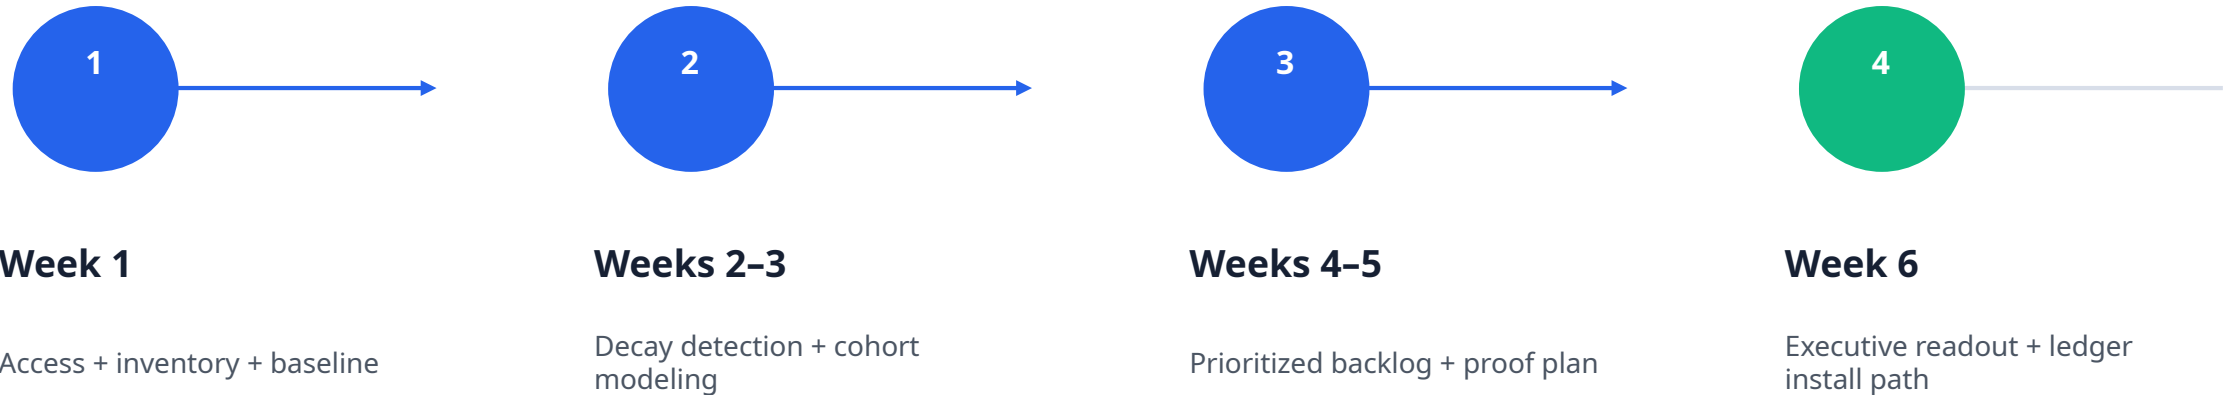 1
2
3
4
Week 1
Weeks 2–3
Weeks 4–5
Week 6
Access + inventory + baseline
Decay detection + cohort
modeling
Prioritized backlog + proof plan
Executive readout + ledger
install path